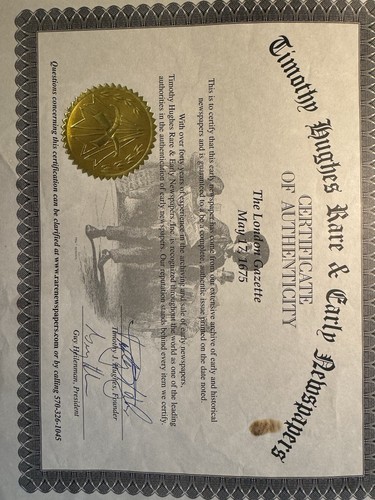 Timothy Hughes Rare & Early Newspapers
CERTIFICATE
OF AUTHENTICITY
This is to certify that this early newspaper has come from our extensive archive of early and historical
newspapers and is guaranteed to be a complete, authentic issue printed on the date noted:
The London Gazette
May 17, 1675
With over forty years of experience in the archiving and sale of early newspapers,
Timothy Hughes Rare & Early Newspapers, Inc. is recognized throughout the world as one of the leading
authorities in the authentication of early newspapers. Our reputation stands behind every item we certify.
Timothy J. Hughes, Founder
Guy Heilenman, President
Questions concerning this certification can be clarified at www.rarenewspapers.com or by calling 570-326-1045